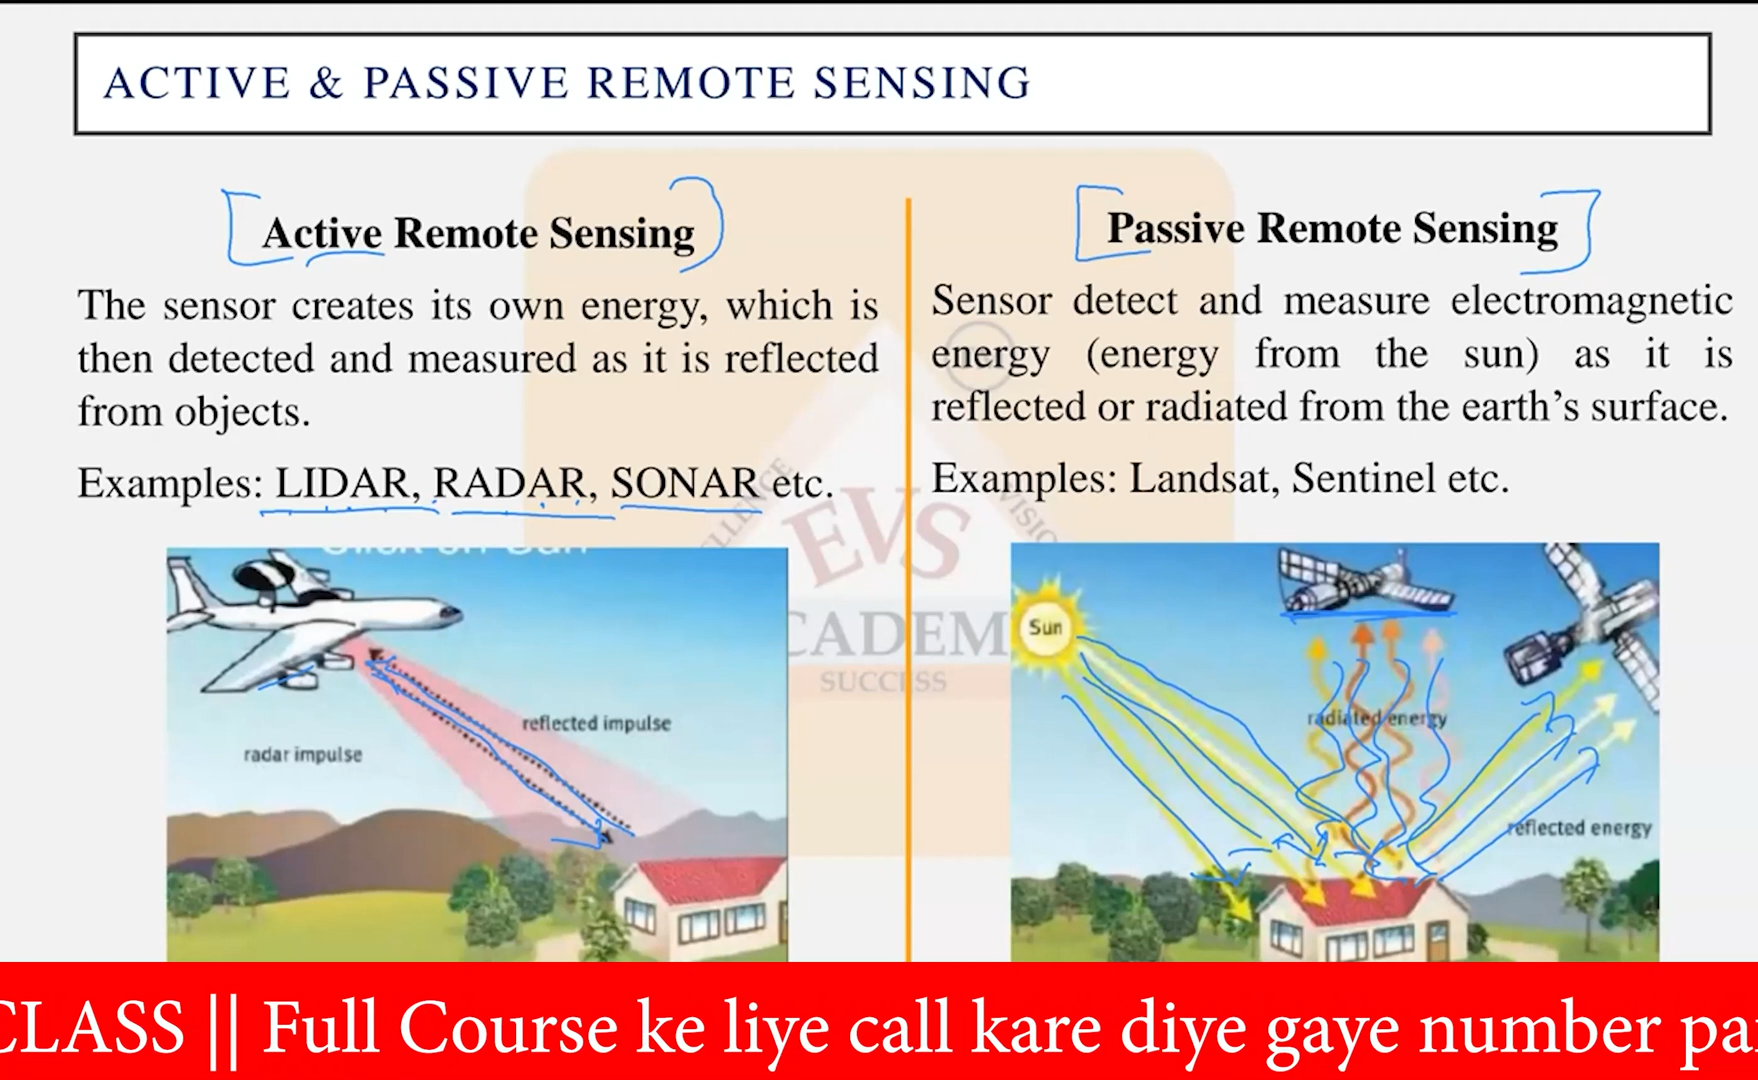 ACTIVE & PASSIVE REMOTE SENSING
Active Remote Sensing
The sensor creates its own energy, which is
then detected and measured as it is reflected
from objects.
Examples: LIDAR, RADAR, SONAR etc.
reflected impulse
radar impulse
Passive Remote Sensing
Sensor detect and measure electromagnetic
energy (energy from the sun) as it is
reflected or radiated from the earth's surface.
Examples: Landsat, Sentinel etc.
Sun
radiated energy
reflected energy
EVS
CADEM
SUCCESS
CLASS || Full Course ke liye call kare diye gaye number par